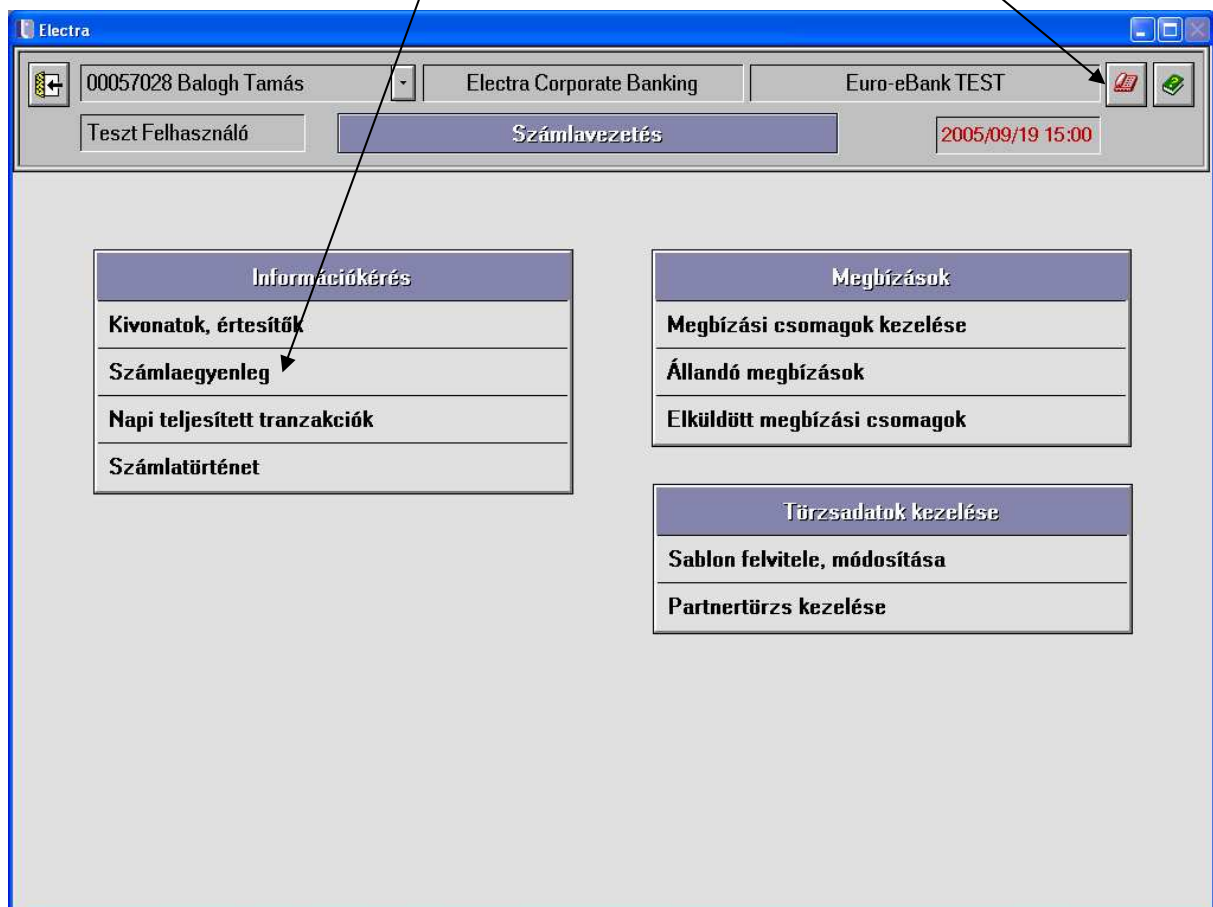 Electra
00057028 Balogh Tamás Electra Corporate Banking Euro-eBank TEST
Teszt Felhasználó Számlavezetés 2005/09/19 15:00
Információkérés
Kivonatok, értesítők
Számlaegyenleg
Napi teljesített tranzakciók
Számlatörténet
Megbízások
Megbízási csomagok kezelése
Állandó megbízások
Elküldött megbízási csomagok
Törzsadatok kezelése
Sablon felvitele, módosítása
Partnertörzs kezelése